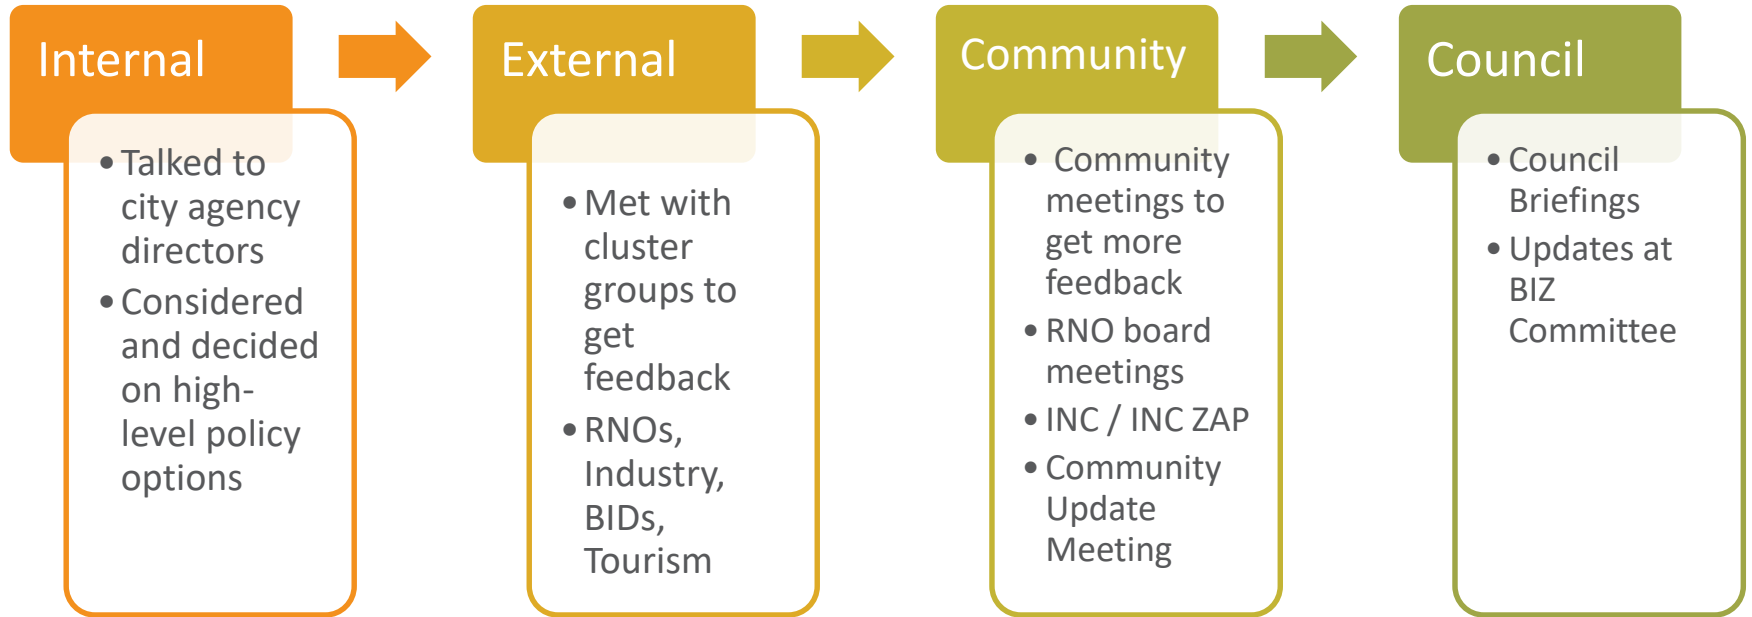 Internal
• Talked to
city agency
directors
• Considered
and decided
on high-
level policy
options
External
• Met with
cluster
groups to
get
feedback
• RNOs,
Industry,
BIDs,
Tourism
Community
• Community
meetings to
get more
feedback
• RNO board
meetings
• INC / INC ZAP
• Community
Update
Meeting
Council
• Council
Briefings
• Updates at
BIZ
Committee